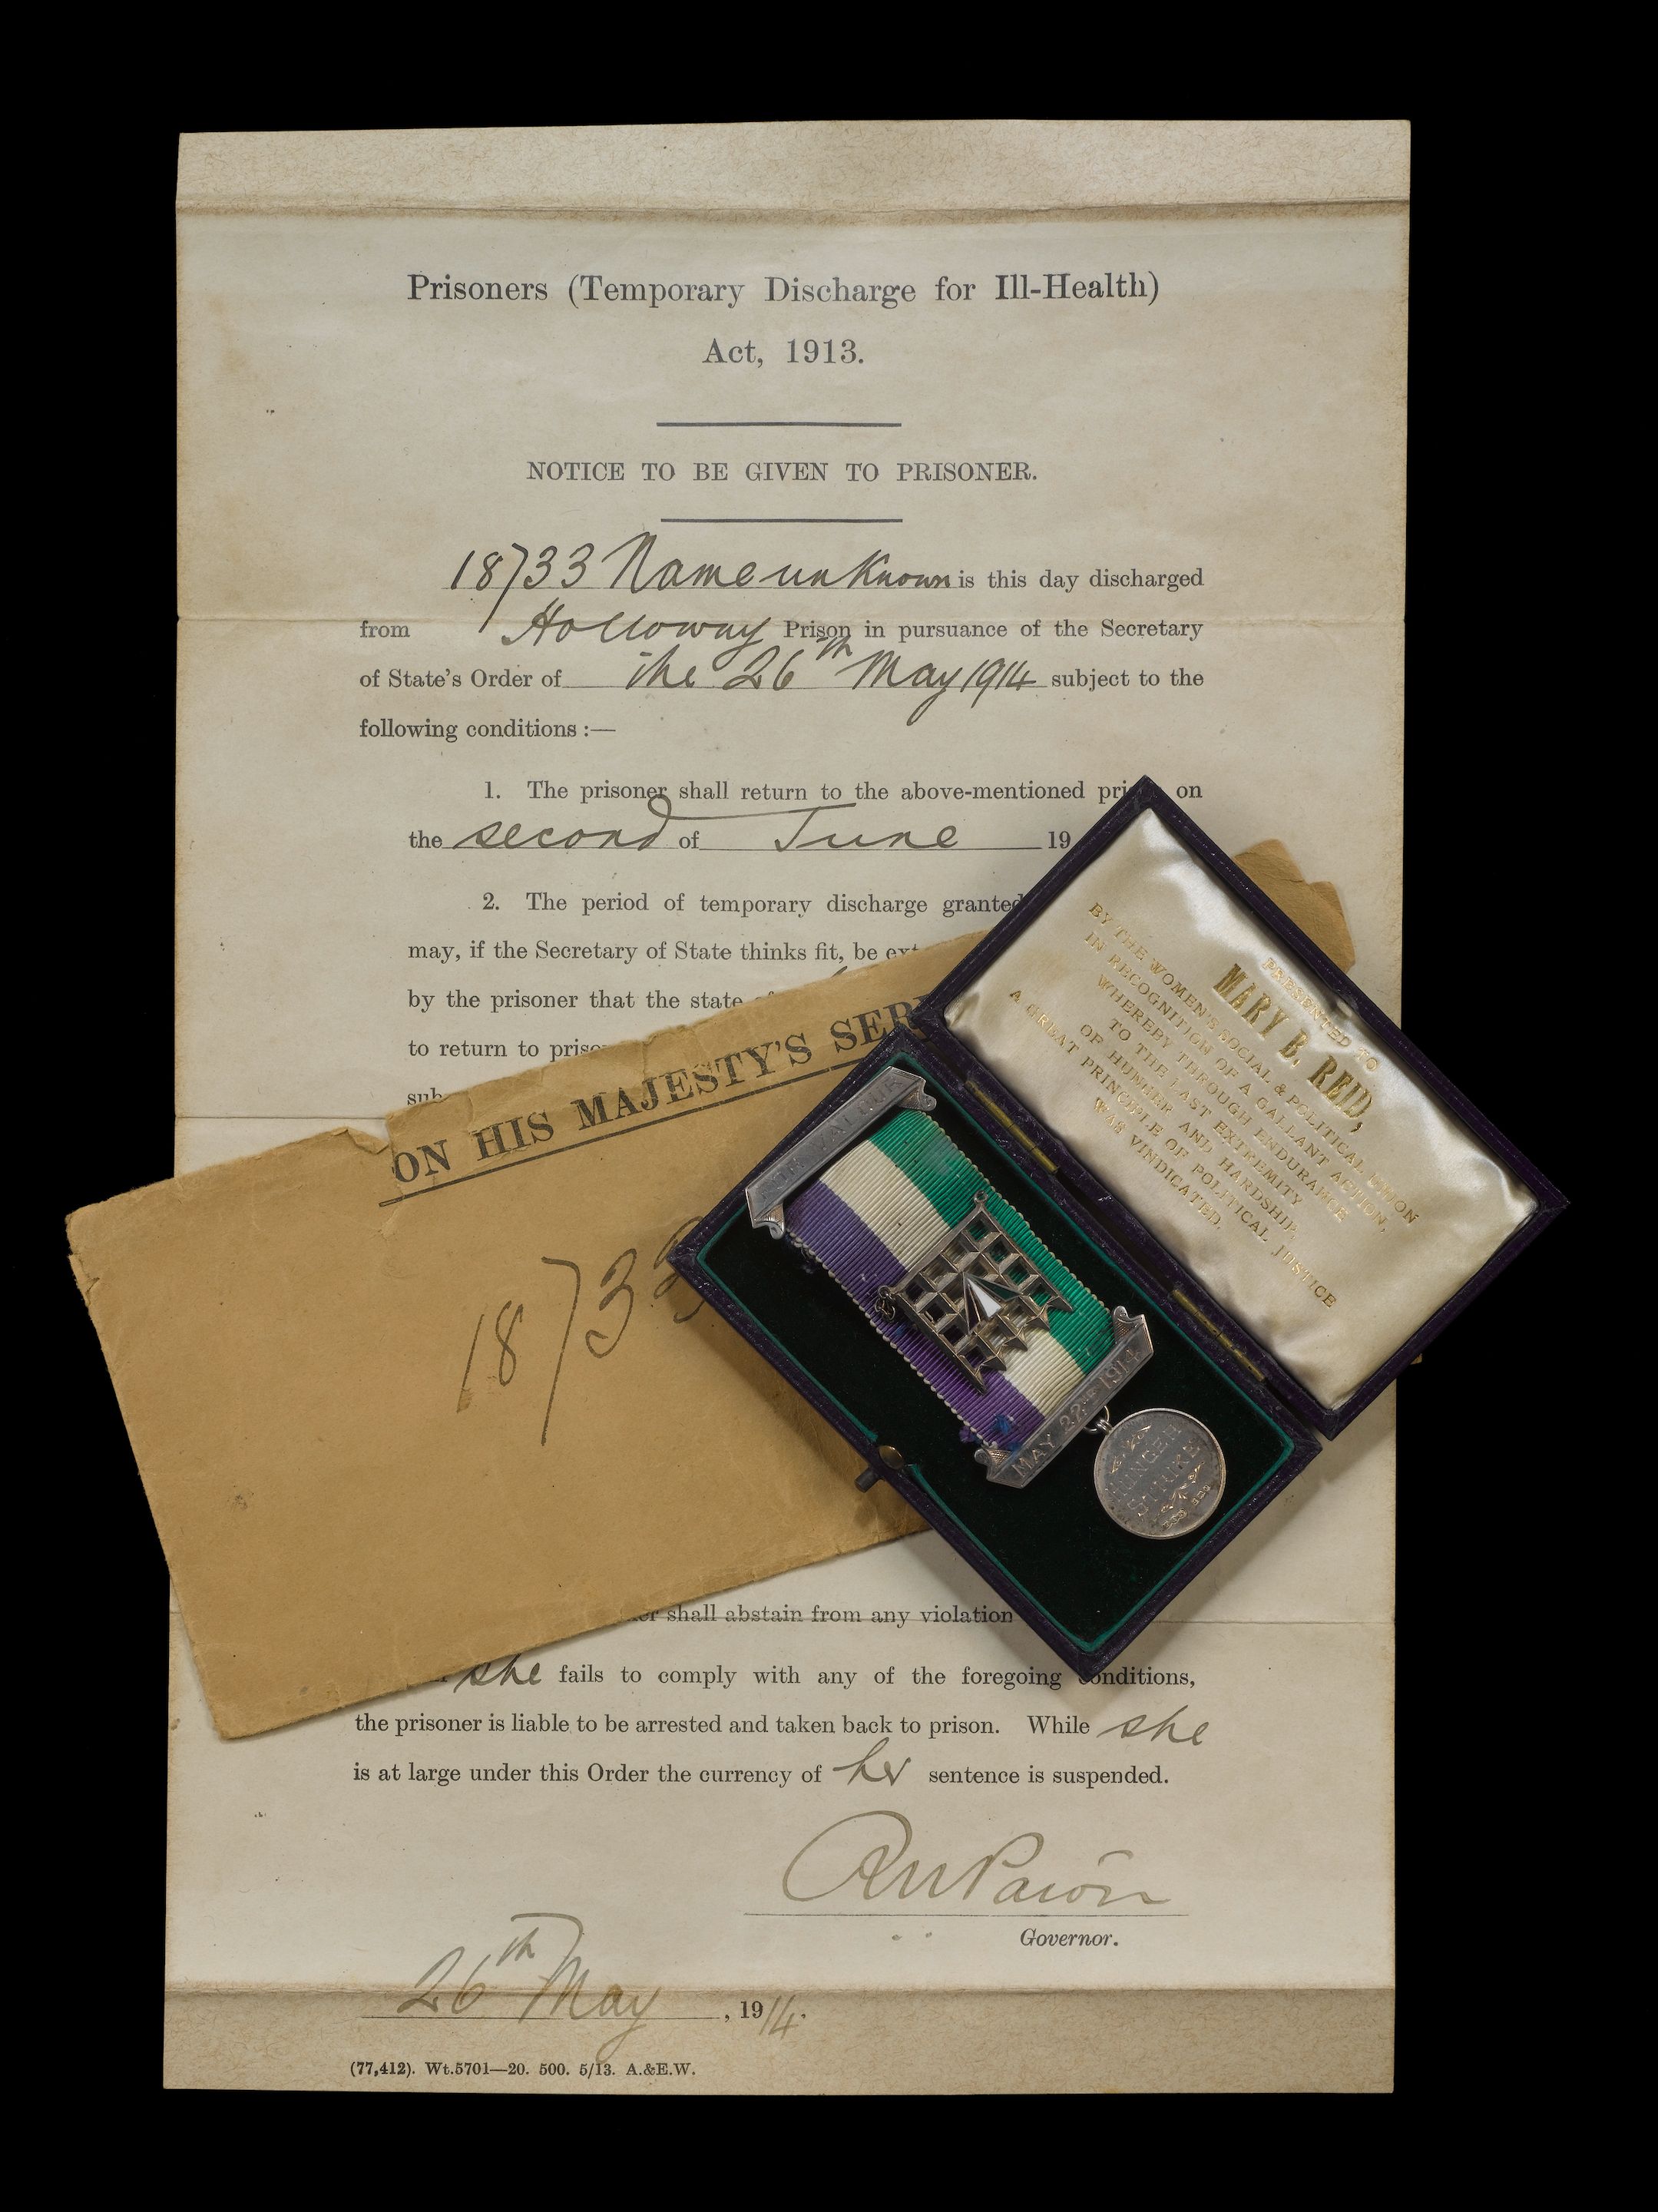 Prisoners (Temporary Discharge for Ill-Health)
Act, 1913.
NOTICE TO BE GIVEN TO PRISONER.
18733 Name unknown is this day discharged
from Holloway Prison in pursuance of the Secretary
of State's Order of the 26th May 1914 subject to the
following conditions :—
1. The prisoner shall return to the above-mentioned on
the second of June 19
2. The period of temporary discharge granted
may, if the Secretary of State thinks fit, be
by the prisoner that the state
to return to
sub
ON HIS MAJESTY'S SER
18733
FOR VALOUR
MAY 22ND 1914
HUNGER
STRIKE
PRESENTED TO
MARY B. REID,
BY THE WOMEN'S SOCIAL & POLITICAL UNION
IN RECOGNITION OF A GALLANT ACTION,
WHEREBY THROUGH ENDURANCE
TO THE LAST EXTREMITY
OF HUNGER AND HARDSHIP,
A GREAT PRINCIPLE OF POLITICAL JUSTICE
WAS VINDICATED.
shall abstain from any violation
she fails to comply with any of the foregoing conditions,
the prisoner is liable to be arrested and taken back to prison. While she
is at large under this Order the currency of her sentence is suspended.
Governor.
26th May, 1914.
(77,412). Wt.5701—20. 500. 5/13. A.&E.W.